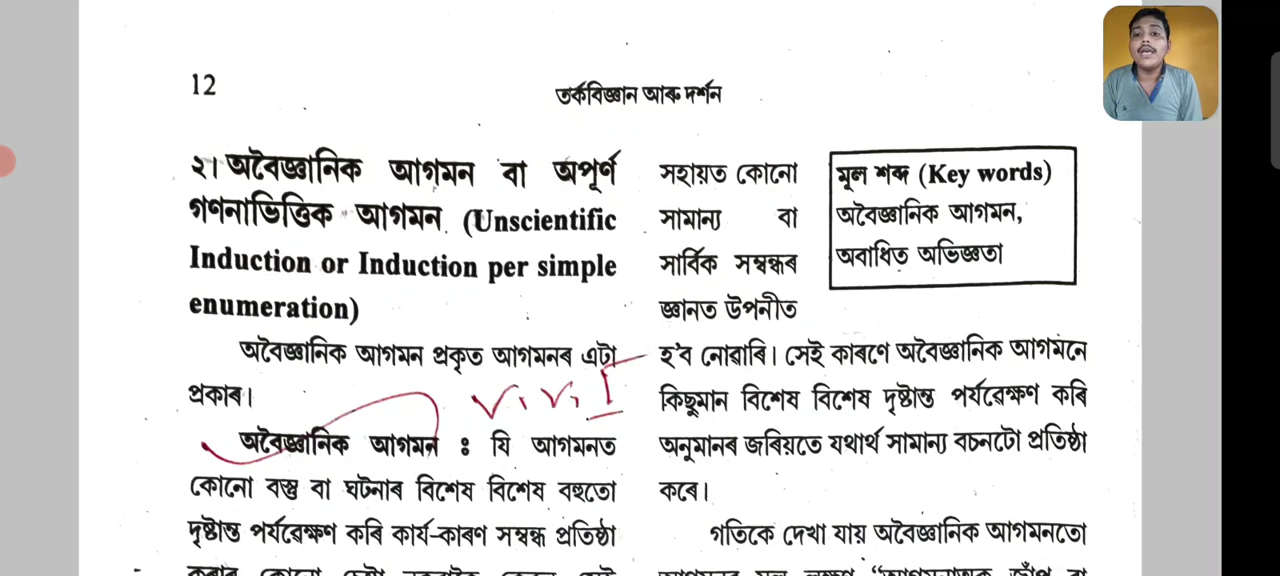 12
তৰ্কবিজ্ঞান আৰু দৰ্শন
২। অবৈজ্ঞানিক আগমন বা অপূৰ্ণ
গণনাভিত্তিক আগমন (Unscientific
Induction or Induction per simple
enumeration)
অবৈজ্ঞানিক আগমন প্ৰকৃত আগমনৰ এটা
প্ৰকাৰ।
V. V. I
অবৈজ্ঞানিক আগমন : যি আগমনত
কোনো বস্তু বা ঘটনাৰ বিশেষ বিশেষ বহুতো
দৃষ্টান্ত পৰ্যবেক্ষণ কৰি কাৰ্য-কাৰণ সম্বন্ধ প্ৰতিষ্ঠা
সহায়ত কোনো
সামান্য বা
সাৰ্বিক সম্বন্ধৰ
জ্ঞানত উপনীত
হ'ব নোৱাৰি। সেই কাৰণে অবৈজ্ঞানিক আগমনে
কিছুমান বিশেষ বিশেষ দৃষ্টান্ত পৰ্যবেক্ষণ কৰি
অনুমানৰ জৰিয়তে যথাৰ্থ সামান্য বচনটো প্ৰতিষ্ঠা
কৰে।
গতিকে দেখা যায় অবৈজ্ঞানিক আগমনতো
মূল শব্দ (Key words)
অবৈজ্ঞানিক আগমন,
অবাধিত অভিজ্ঞতা